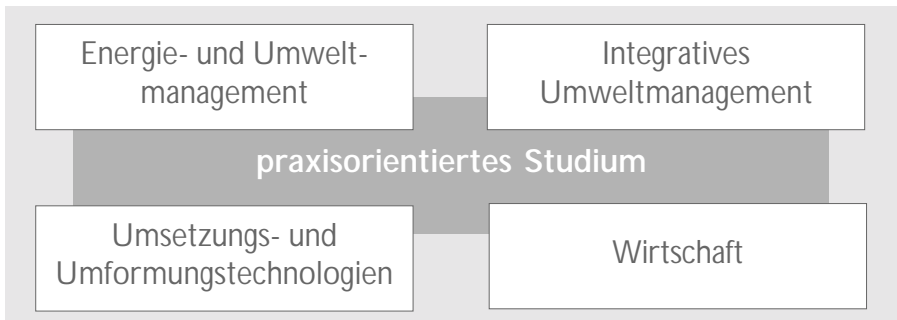 Energie- und Umwelt-
management
Integratives
Umweltmanagement
praxisorientiertes Studium
Umsetzungs- und
Umformungstechnologien
Wirtschaft